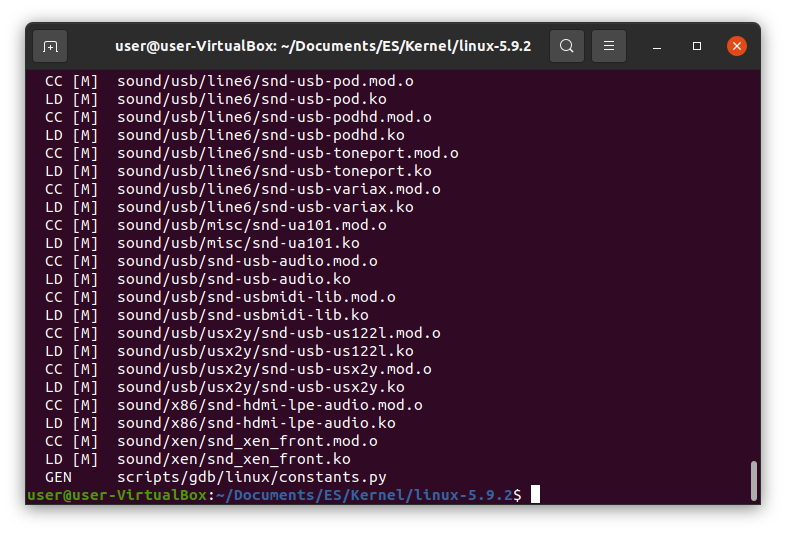 user@user-VirtualBox: ~/Documents/ES/Kernel/linux-5.9.2
CC [M]  sound/usb/line6/snd-usb-pod.mod.o
LD [M]  sound/usb/line6/snd-usb-pod.ko
CC [M]  sound/usb/line6/snd-usb-podhd.mod.o
LD [M]  sound/usb/line6/snd-usb-podhd.ko
CC [M]  sound/usb/line6/snd-usb-toneport.mod.o
LD [M]  sound/usb/line6/snd-usb-toneport.ko
CC [M]  sound/usb/line6/snd-usb-variax.mod.o
LD [M]  sound/usb/line6/snd-usb-variax.ko
CC [M]  sound/usb/misc/snd-ua101.mod.o
LD [M]  sound/usb/misc/snd-ua101.ko
CC [M]  sound/usb/snd-usb-audio.mod.o
LD [M]  sound/usb/snd-usb-audio.ko
CC [M]  sound/usb/snd-usbmidi-lib.mod.o
LD [M]  sound/usb/snd-usbmidi-lib.ko
CC [M]  sound/usb/usx2y/snd-usb-us122l.mod.o
LD [M]  sound/usb/usx2y/snd-usb-us122l.ko
CC [M]  sound/usb/usx2y/snd-usb-usx2y.mod.o
LD [M]  sound/usb/usx2y/snd-usb-usx2y.ko
CC [M]  sound/x86/snd-hdmi-lpe-audio.mod.o
LD [M]  sound/x86/snd-hdmi-lpe-audio.ko
CC [M]  sound/xen/snd_xen_front.mod.o
LD [M]  sound/xen/snd_xen_front.ko
GEN     scripts/gdb/linux/constants.py
user@user-VirtualBox:~/Documents/ES/Kernel/linux-5.9.2$